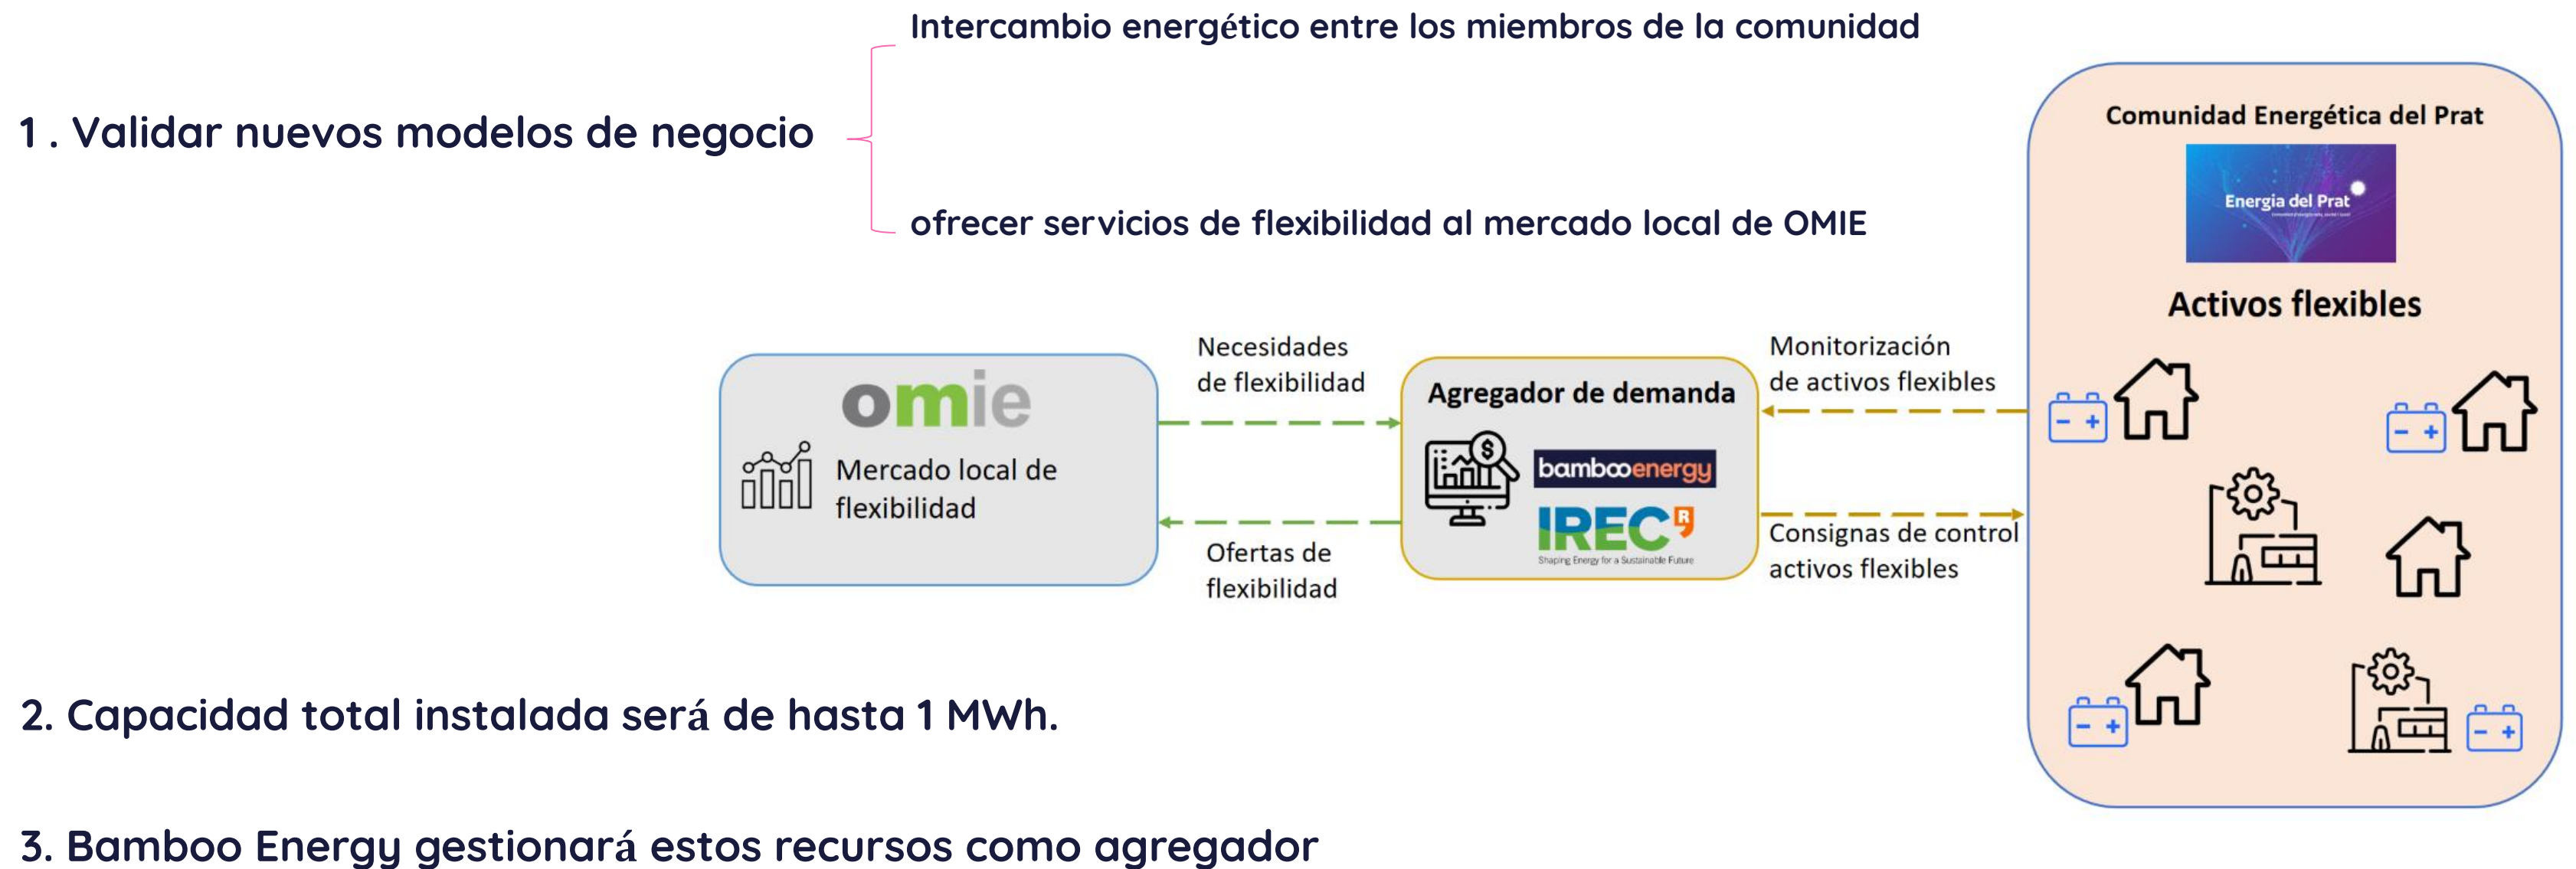 Intercambio energético entre los miembros de la comunidad
1 . Validar nuevos modelos de negocio
ofrecer servicios de flexibilidad al mercado local de OMIE
Comunidad Energética del Prat
Energia del Prat
Activos flexibles
omie
Mercado local de
flexibilidad
Necesidades
de flexibilidad
Ofertas de
flexibilidad
Agregador de demanda
$
bambooenergy
IREC R
Shaping Energy for a Sustainable Future
Monitorización
de activos flexibles
Consignas de control
activos flexibles
- +
- +
- +
- +
2. Capacidad total instalada será de hasta 1 MWh.
3. Bamboo Energy gestionará estos recursos como agregador